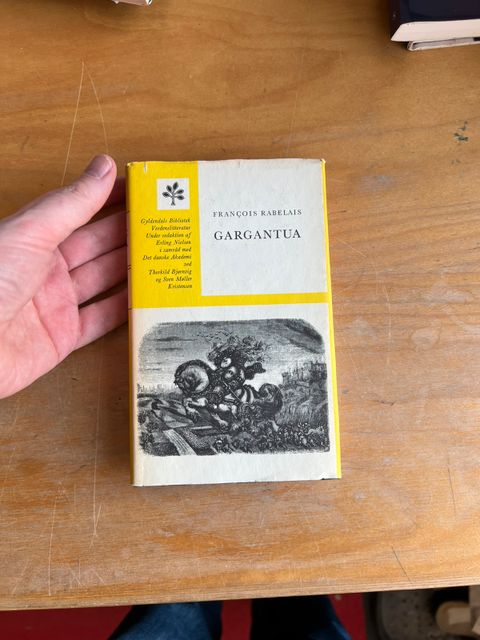 Gyldendals Bibliotek
Verdenslitteratur
Under redaktion af
Erling Nielsen
i samråd med
Det danske Akademi
ved
Thorkild Bjørnvig
og Sven Møller
Kristensen
FRANÇOIS RABELAIS
GARGANTUA